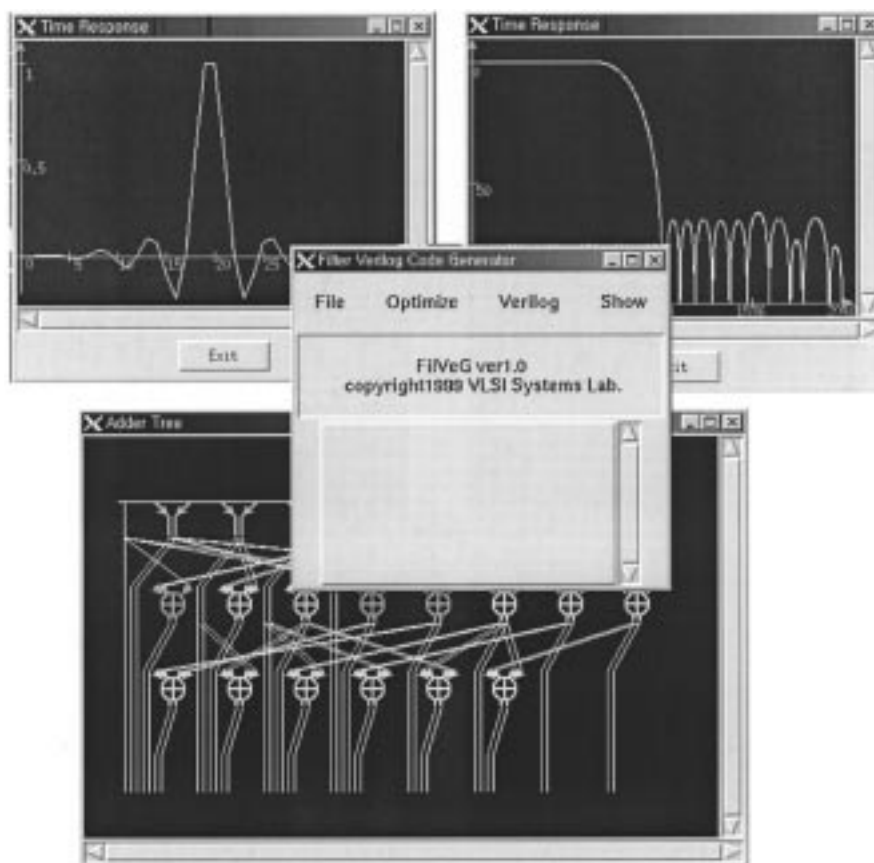 Time Response
1
0.5
0 5 15 20 25
Exit
Time Response
0
50
Filter Verilog Code Generator
File Optimize Verilog Show
FilVeG ver1.0
copyright1999 VLSI Systems Lab.
Adder Tree